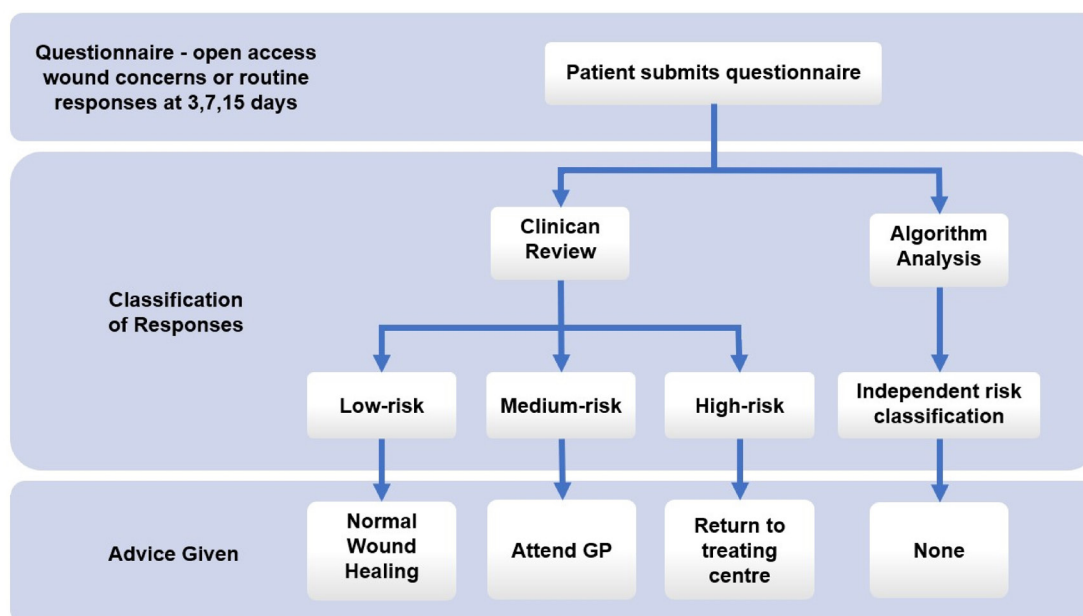 Questionnaire - open access
wound concerns or routine
responses at 3,7,15 days
Patient submits questionnaire
Classification
of Responses
Clinican
Review
Algorithm
Analysis
Low-risk
Medium-risk
High-risk
Independent risk
classification
Advice Given
Normal
Wound
Healing
Attend GP
Return to
treating
centre
None